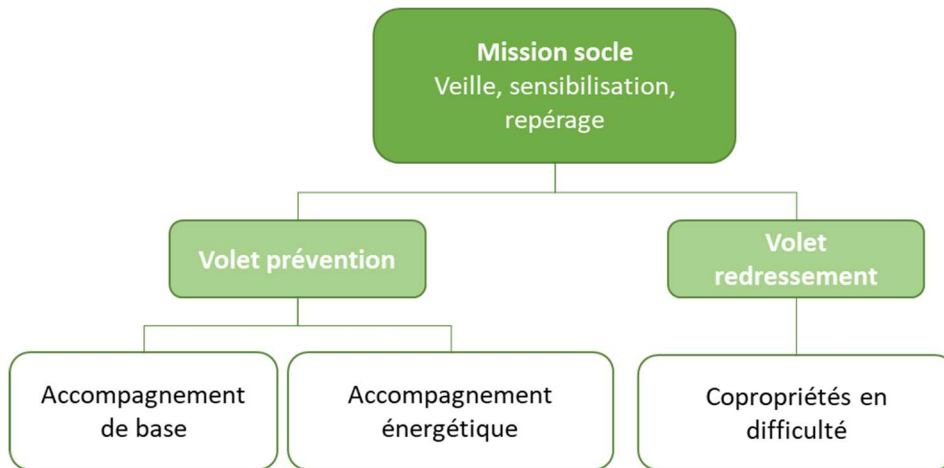 Mission socle
Veille, sensibilisation,
repérage
Volet prévention
Volet
redressement
Accompagnement
de base
Accompagnement
énergétique
Copropriétés en
difficulté